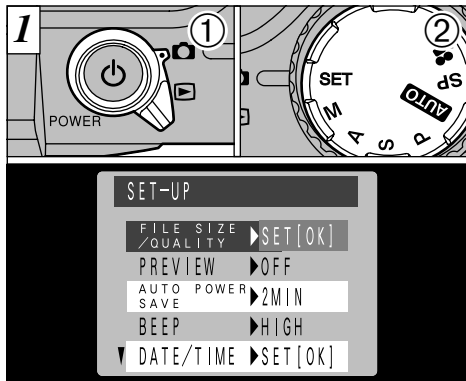 1
①
②
POWER
SET
M
A
S
P
AUTO
SP
SET-UP
FILE SIZE
/QUALITY ▶SET[OK]
PREVIEW ▶OFF
AUTO POWER
SAVE ▶2MIN
BEEP ▶HIGH
▼ DATE/TIME ▶SET[OK]